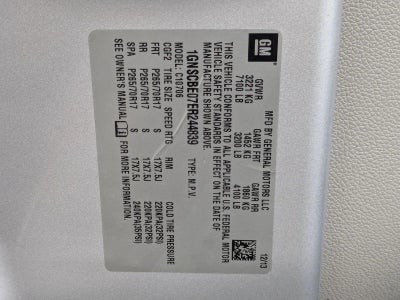 GM
MFD BY GENERAL MOTORS LLC
GVWR GAWR FRT GAWR RR
3221 KG 1452 KG 1860 KG
7100 LB 3200 LB 4100 LB
THIS VEHICLE CONFORMS TO ALL APPLICABLE U.S. FEDERAL MOTOR
VEHICLE SAFETY STANDARDS IN EFFECT ON THE DATE OF
MANUFACTURE SHOWN ABOVE.
12/13
1GNSCBE07ER244839 TYPE: M.P.V.
MODEL: C10706
CGP2 TIRE SIZE SPEED RTG RIM COLD TIRE PRESSURE
FRT P265/70R17 S 17X7.5J 220KPA(32PSI)
RR P265/70R17 S 17X7.5J 220KPA(32PSI)
SPA P265/70R17 S 17X7.5J 240KPA(35PSI)
SEE OWNER'S MANUAL